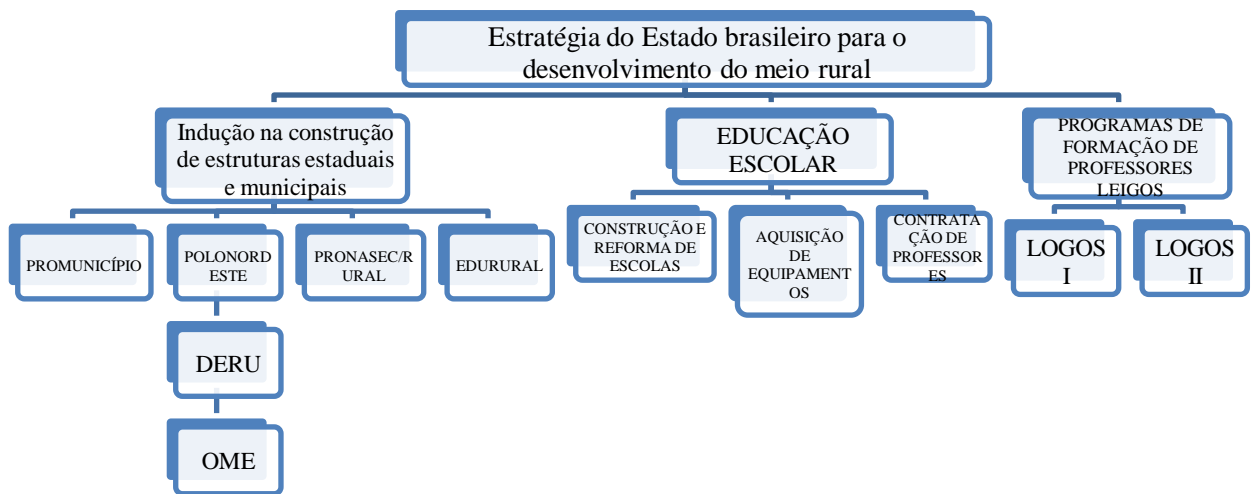 Estratégia do Estado brasileiro para o
desenvolvimento do meio rural
Indução na construção
de estruturas estaduais
e municipais
EDUCAÇÃO
ESCOLAR
PROGRAMAS DE
FORMAÇÃO DE
PROFESSORES
LEIGOS
PROMUNICÍPIO
POLONORD
ESTE
PRONASEC/R
URAL
EDURURAL
CONSTRUÇÃO E
REFORMA DE
ESCOLAS
AQUISIÇÃO
DE
EQUIPAMENT
OS
CONTRATA
ÇÃO DE
PROFESSOR
ES
LOGOS
I
LOGOS
II
DERU
OME